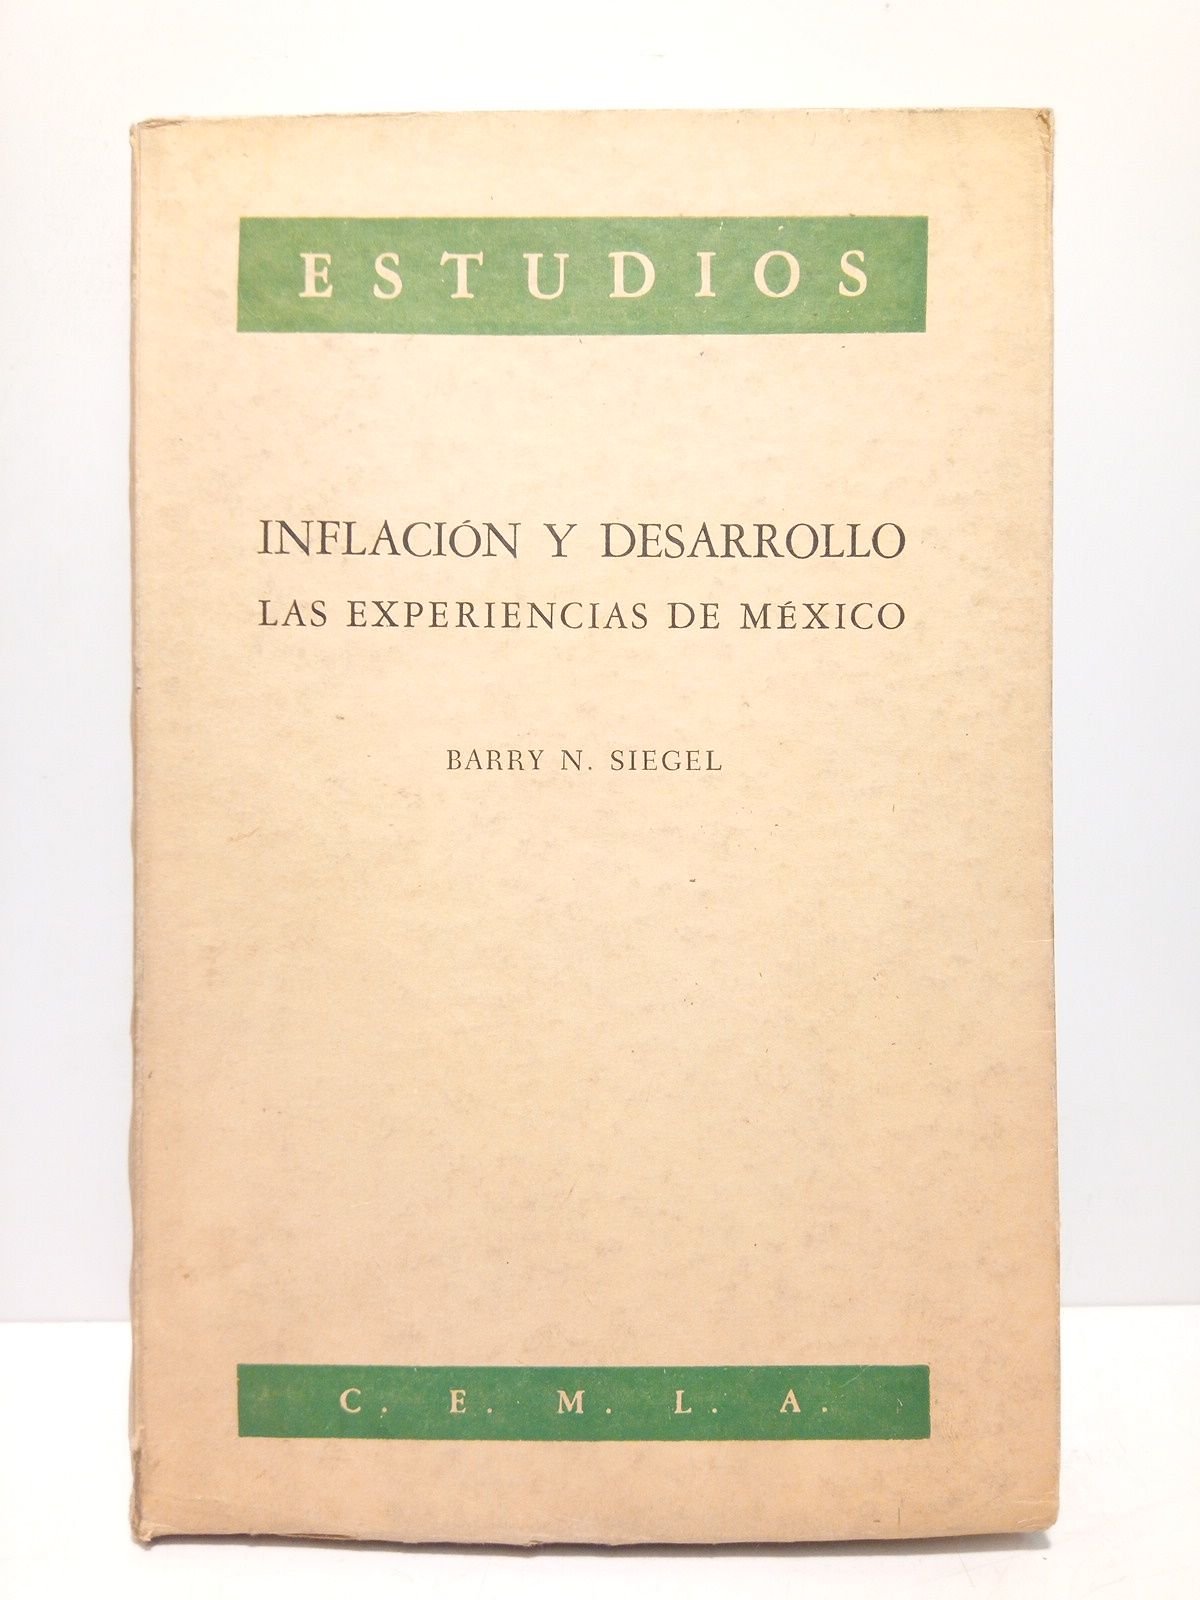 ESTUDIOS
INFLACIÓN Y DESARROLLO
LAS EXPERIENCIAS DE MÉXICO
BARRY N. SIEGEL
C. E. M. L. A.